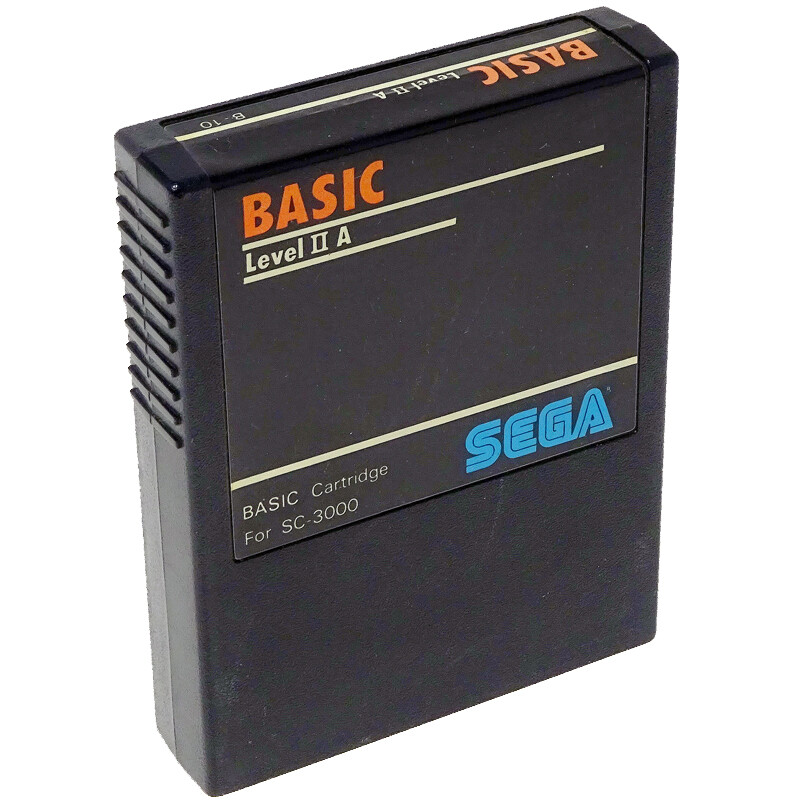 BASIC
Level II A
B-10
BASIC
Level II A
SEGA
BASIC Cartridge
For SC-3000